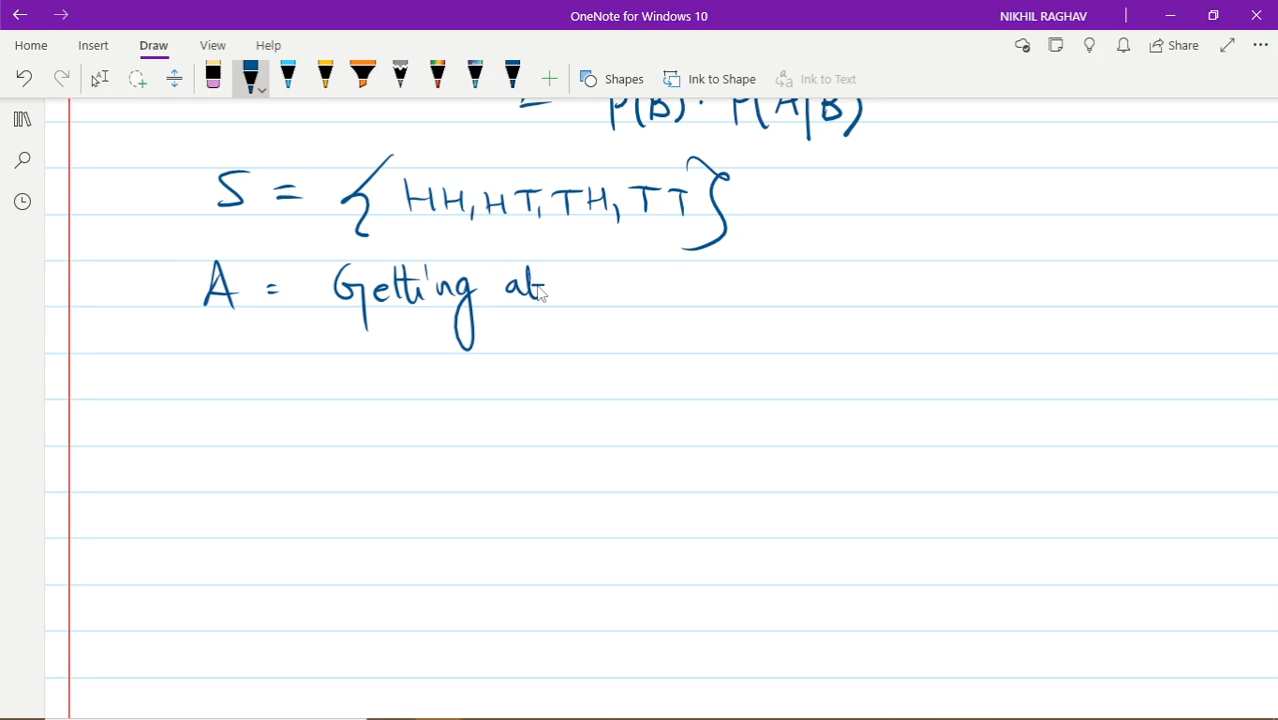 OneNote for Windows 10
NIKHIL RAGHAV
Home Insert Draw View Help
Share
Shapes Ink to Shape Ink to Text
= P(B) . P(A|B)
S = { HH, HT, TH, TT }
A = Getting at